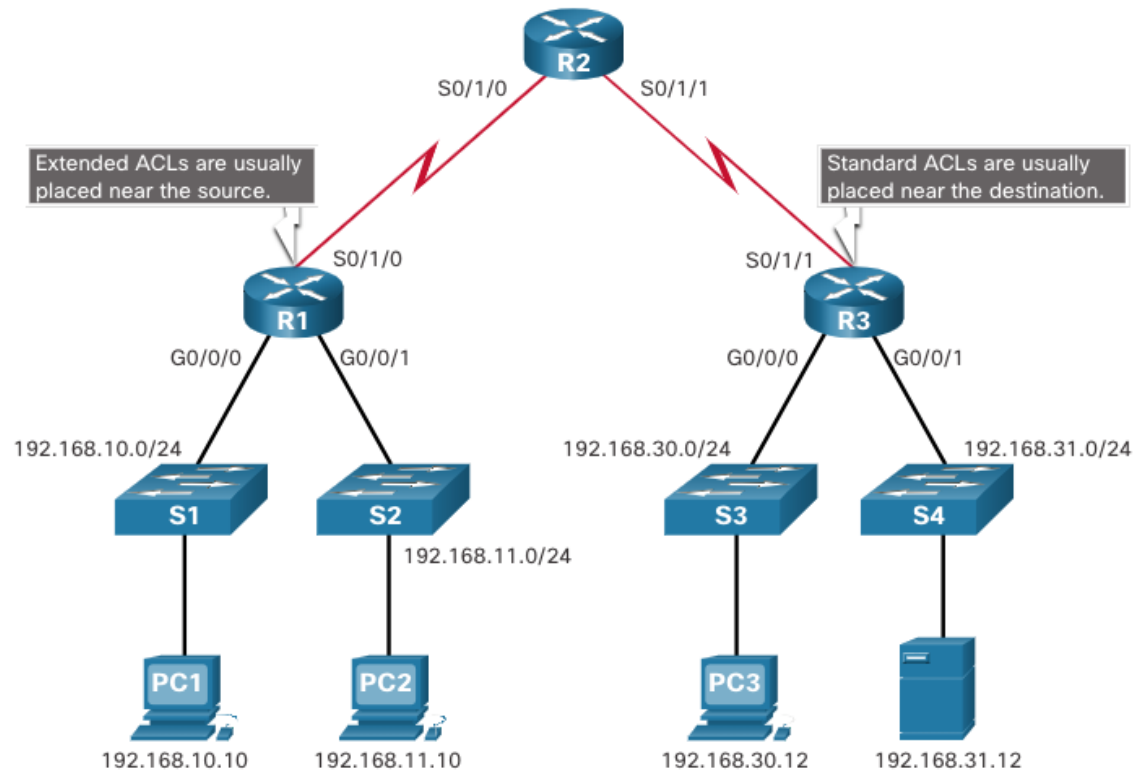 R2
S0/1/0
S0/1/1
Extended ACLs are usually
placed near the source.
Standard ACLs are usually
placed near the destination.
S0/1/0
S0/1/1
R1
R3
G0/0/0
G0/0/1
G0/0/0
G0/0/1
192.168.10.0/24
192.168.30.0/24
192.168.31.0/24
S1
S2
S3
S4
192.168.11.0/24
PC1
PC2
PC3
192.168.10.10
192.168.11.10
192.168.30.12
192.168.31.12